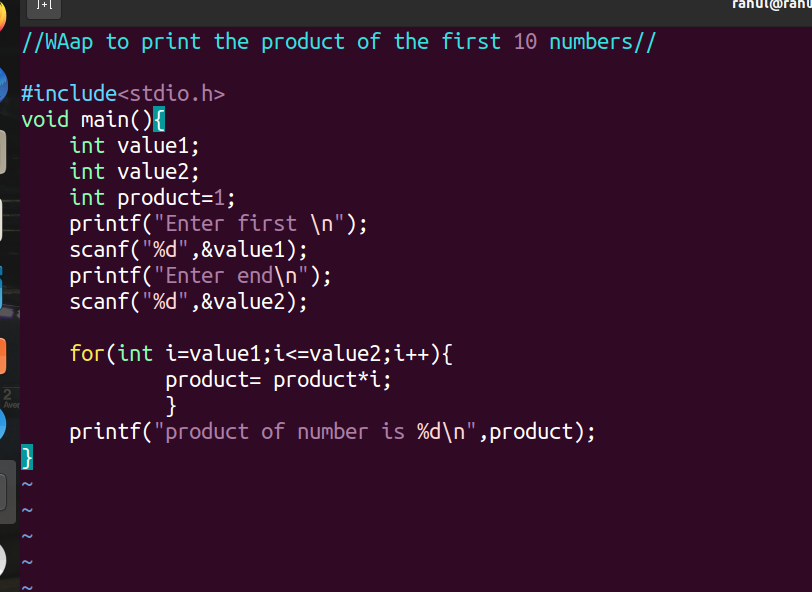 rahul@rahu
//WAap to print the product of the first 10 numbers//
#include<stdio.h>
void main(){
    int value1;
    int value2;
    int product=1;
    printf("Enter first \n");
    scanf("%d",&value1);
    printf("Enter end\n");
    scanf("%d",&value2);
    for(int i=value1;i<=value2;i++){
            product= product*i;
            }
    printf("product of number is %d\n",product);
}
~
~
~
~
~